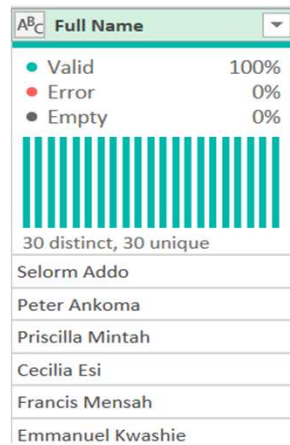 ABC Full Name
Valid 100%
Error 0%
Empty 0%
30 distinct, 30 unique
Selorm Addo
Peter Ankoma
Priscilla Mintah
Cecilia Esi
Francis Mensah
Emmanuel Kwashie